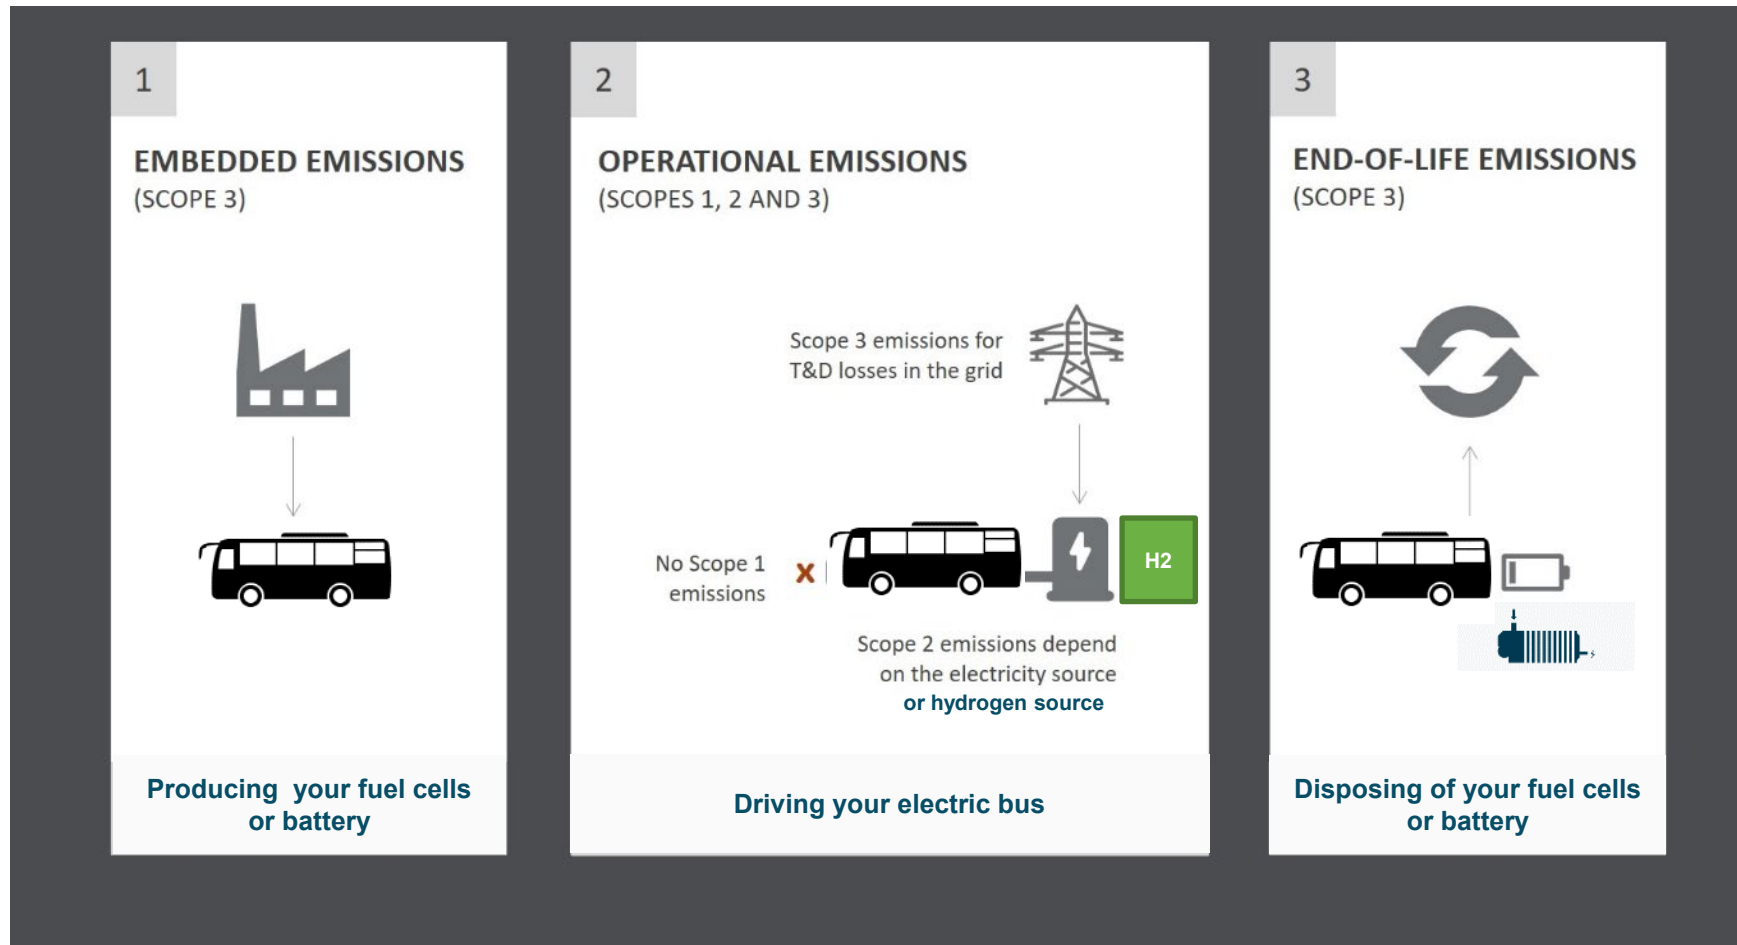 1
EMBEDDED EMISSIONS
(SCOPE 3)
Producing your fuel cells
or battery
2
OPERATIONAL EMISSIONS
(SCOPES 1, 2 AND 3)
Scope 3 emissions for
T&D losses in the grid
No Scope 1
emissions
x
H2
Scope 2 emissions depend
on the electricity source
or hydrogen source
Driving your electric bus
3
END-OF-LIFE EMISSIONS
(SCOPE 3)
Disposing of your fuel cells
or battery